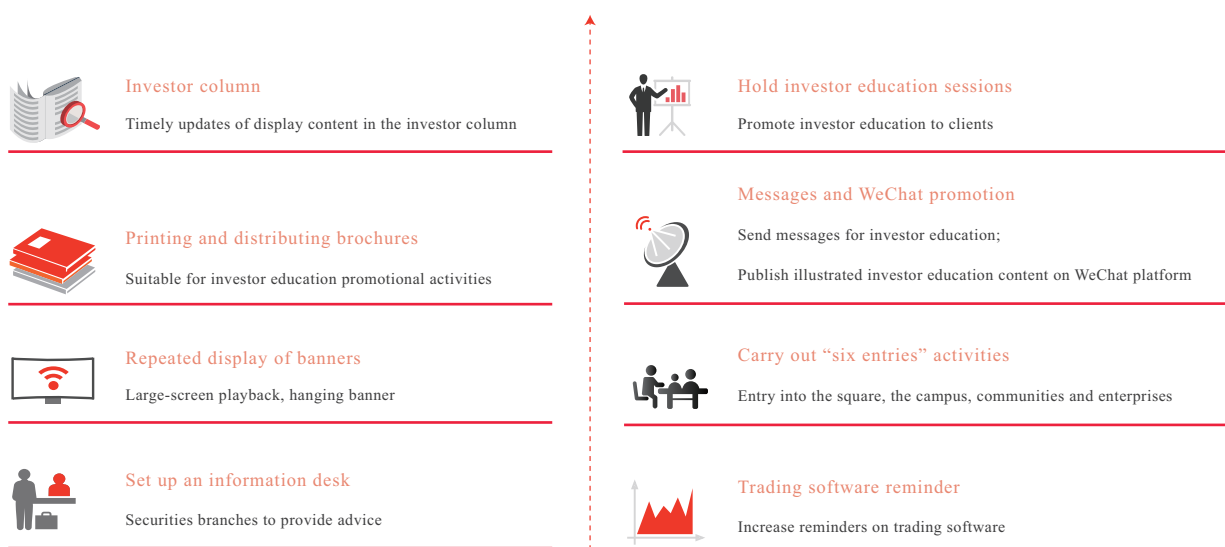 Investor column
Timely updates of display content in the investor column
Printing and distributing brochures
Suitable for investor education promotional activities
Repeated display of banners
Large-screen playback, hanging banner
Set up an information desk
Securities branches to provide advice
Hold investor education sessions
Promote investor education to clients
Messages and WeChat promotion
Send messages for investor education;
Publish illustrated investor education content on WeChat platform
Carry out “six entries” activities
Entry into the square, the campus, communities and enterprises
Trading software reminder
Increase reminders on trading software